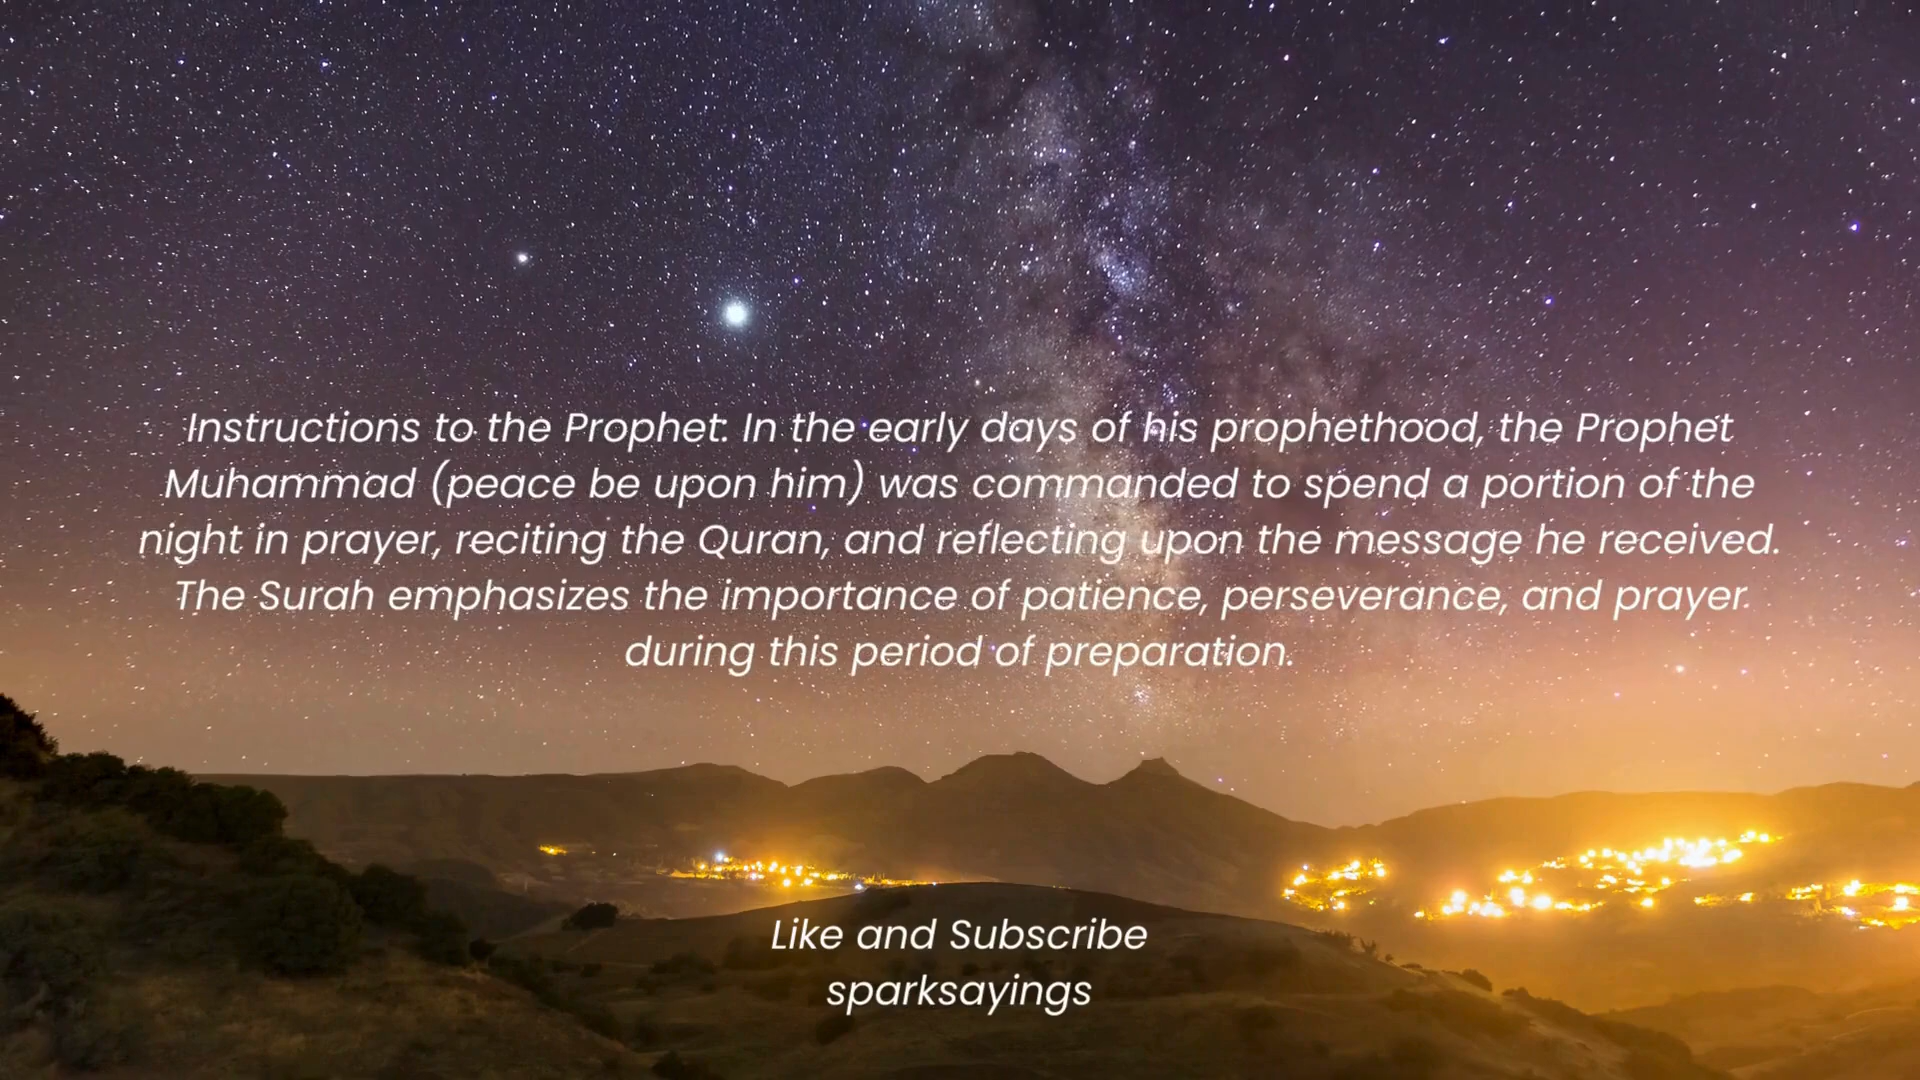 Instructions to the Prophet: In the early days of his prophethood, the Prophet
Muhammad (peace be upon him) was commanded to spend a portion of the
night in prayer, reciting the Quran, and reflecting upon the message he received.
The Surah emphasizes the importance of patience, perseverance, and prayer
during this period of preparation.
Like and Subscribe
sparksayings